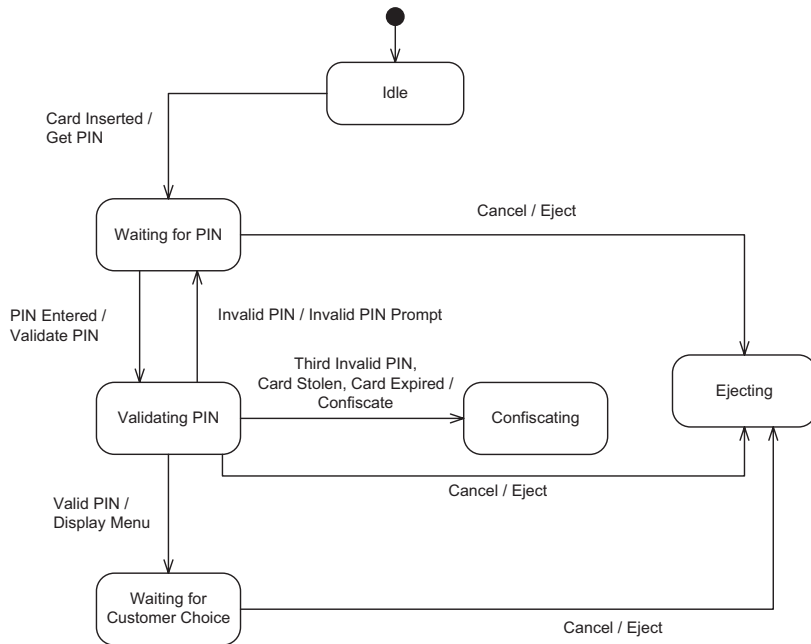 Idle
Card Inserted /
Get PIN
Waiting for PIN
Cancel / Eject
PIN Entered /
Validate PIN
Invalid PIN / Invalid PIN Prompt
Third Invalid PIN,
Card Stolen, Card Expired /
Confiscate
Ejecting
Validating PIN
Confiscating
Cancel / Eject
Valid PIN /
Display Menu
Waiting for
Customer Choice
Cancel / Eject